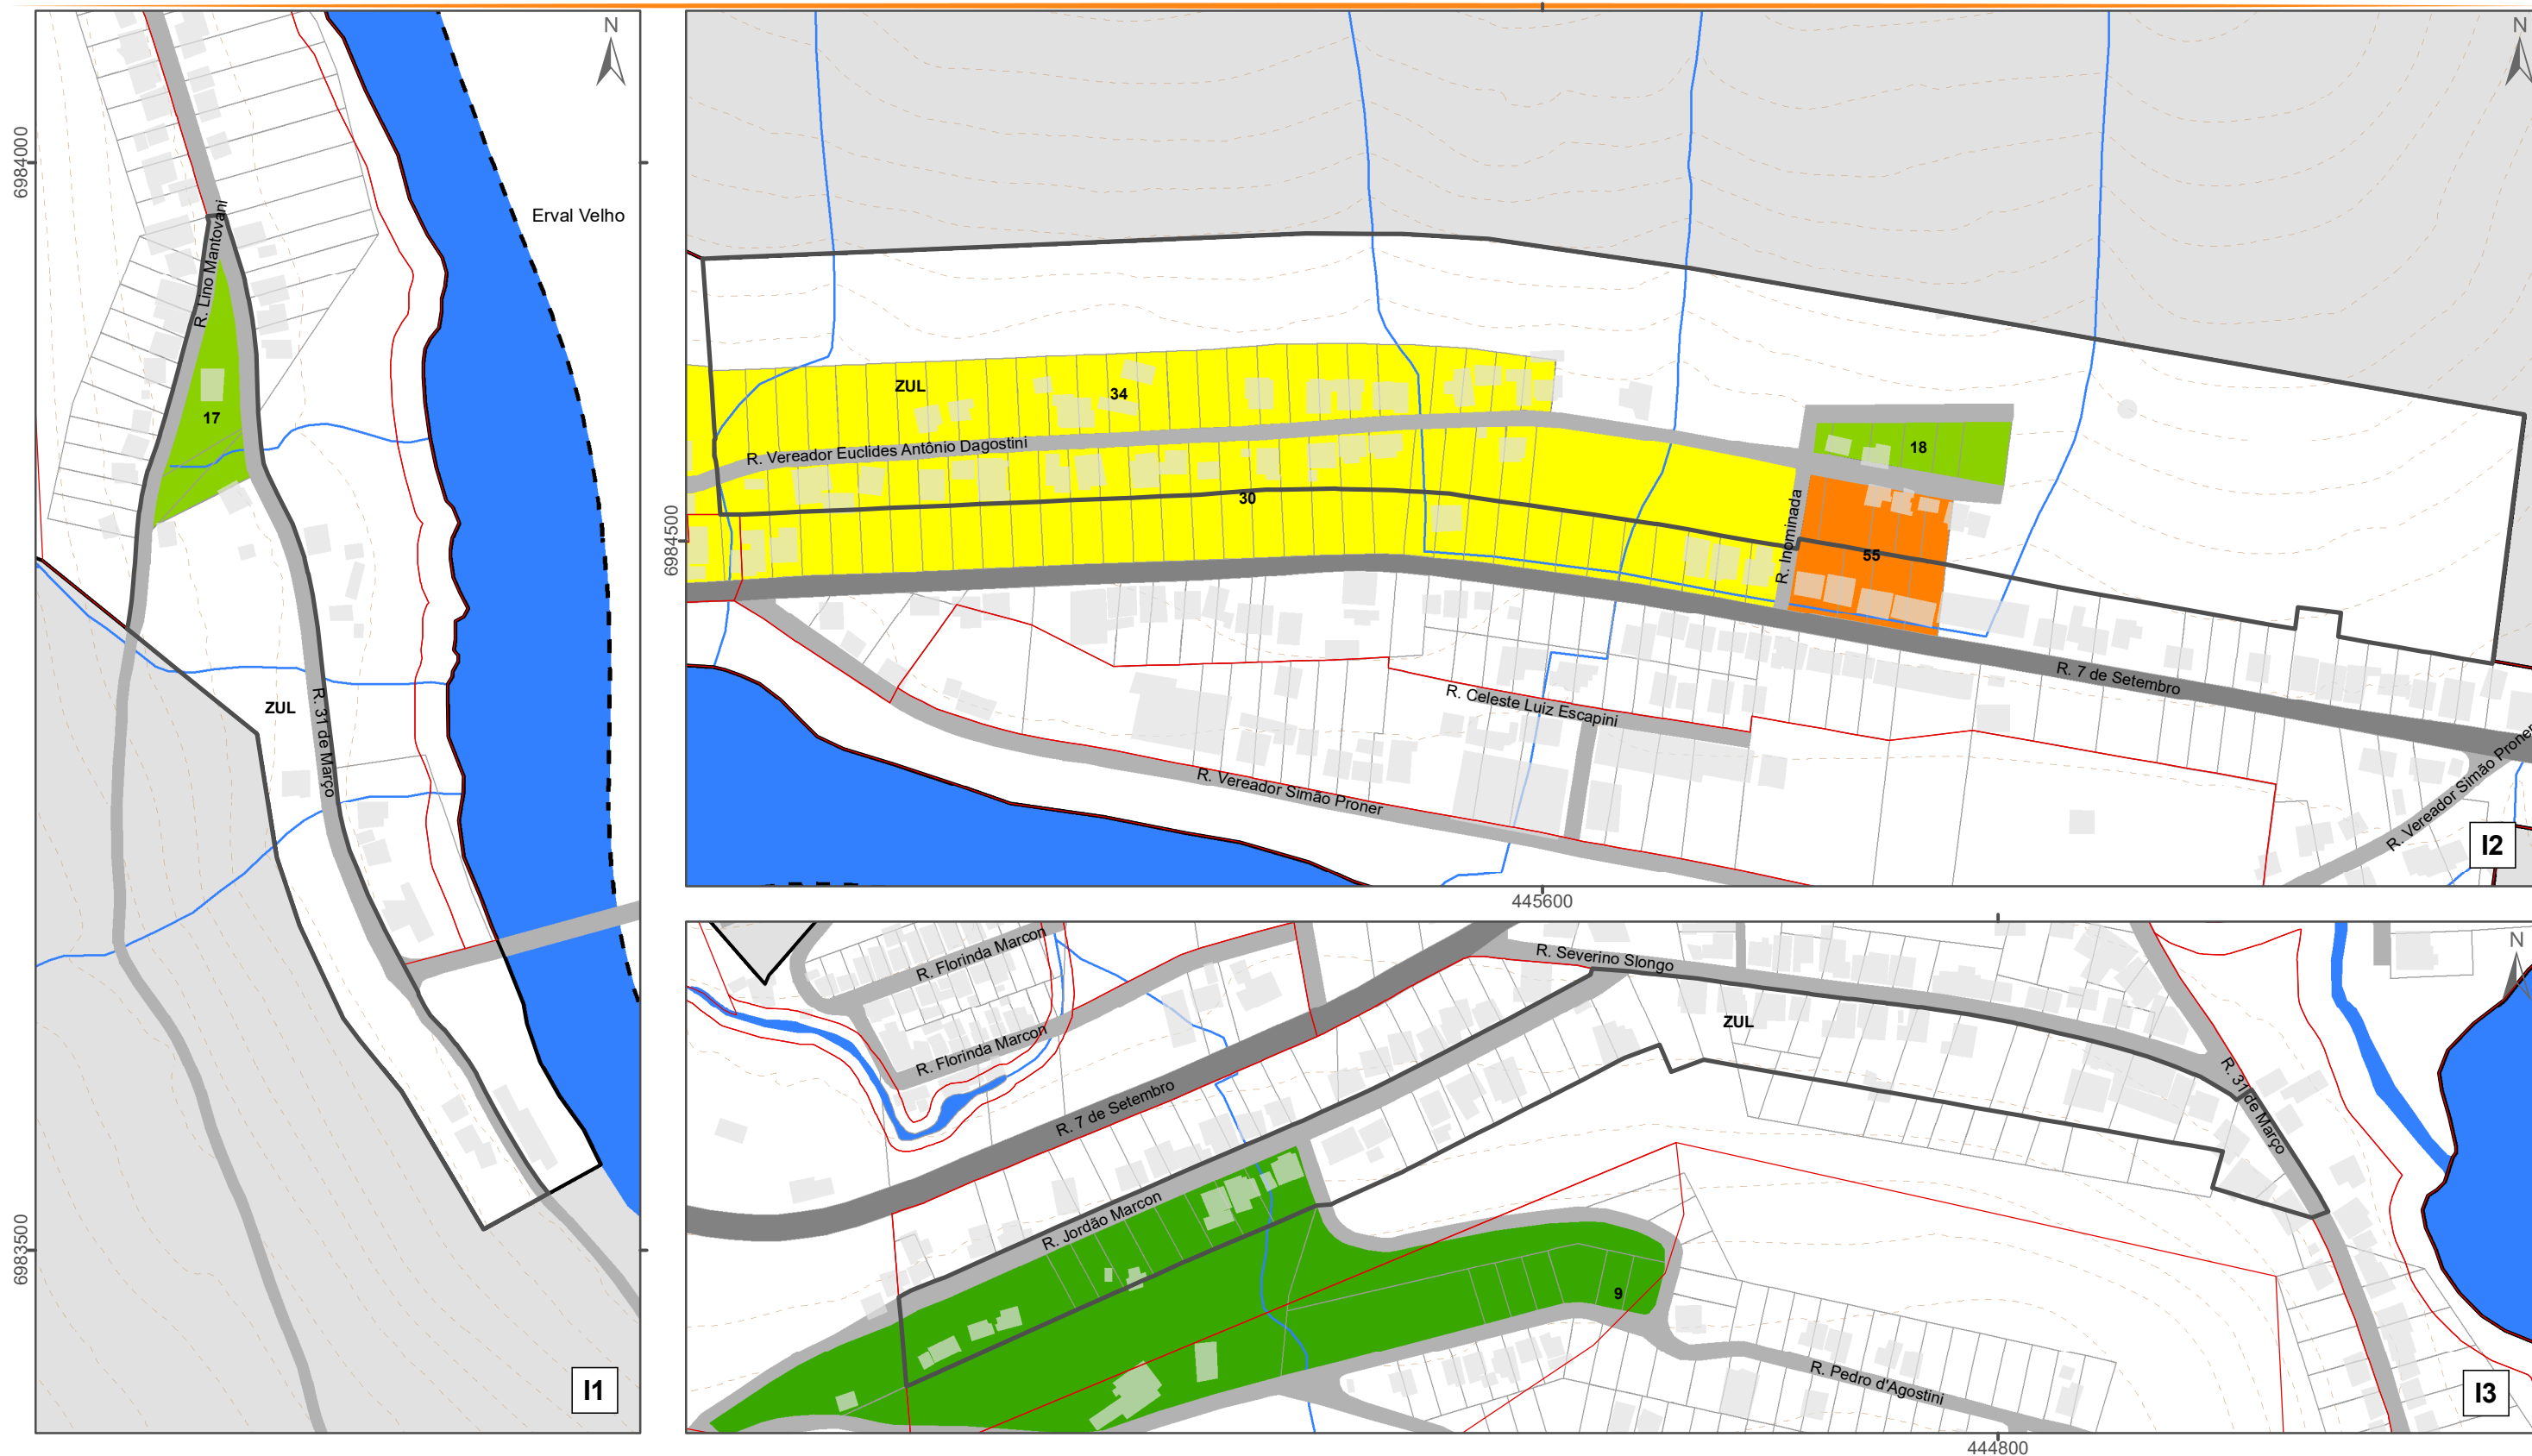 N
6984000
R. Lino Mantovani
Erval Velho
17
ZUL
R. 31 de Março
6983500
I1
N
ZUL
34
R. Vereador Euclides Antônio Dagostini
18
30
6984500
R. Inominada
55
R. 7 de Setembro
R. Celeste Luiz Escapini
R. Vereador Simão Proner
R. Vereador Simão Proner
I2
445600
N
R. Florinda Marcon
R. Severino Slongo
ZUL
R. Florinda Marcon
R. 7 de Setembro
R. 31 de Março
R. Jordão Marcon
9
R. Pedro d'Agostini
I3
444800